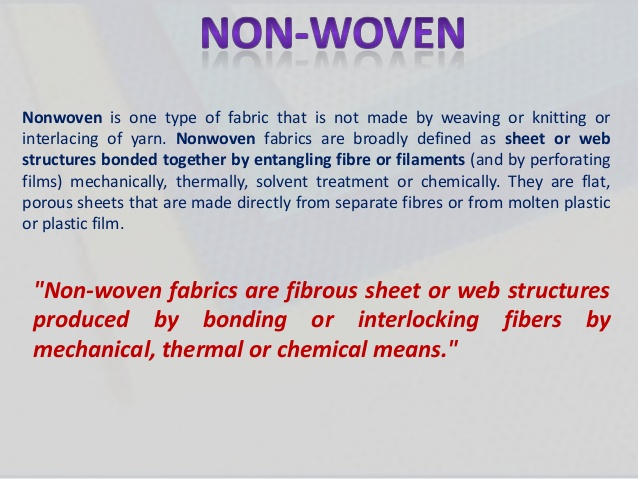 NON-WOVEN
Nonwoven is one type of fabric that is not made by weaving or knitting or
interlacing of yarn. Nonwoven fabrics are broadly defined as sheet or web
structures bonded together by entangling fibre or filaments (and by perforating
films) mechanically, thermally, solvent treatment or chemically. They are flat,
porous sheets that are made directly from separate fibres or from molten plastic
or plastic film.
"Non-woven fabrics are fibrous sheet or web structures
produced by bonding or interlocking fibers by
mechanical, thermal or chemical means."